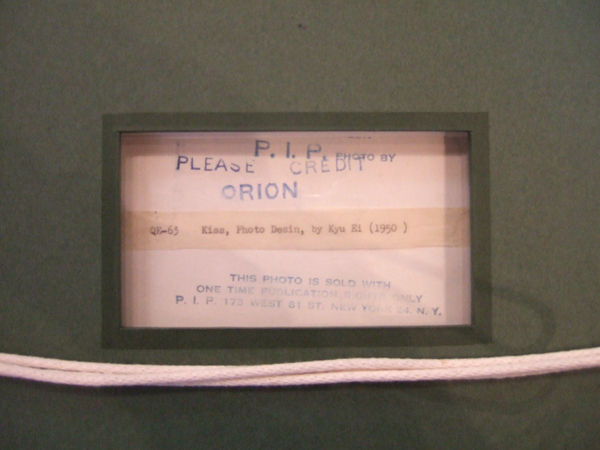 P. I. P. PHOTO BY
PLEASE CREDIT
ORION
QE-63 Kiss, Photo Desin, by Kyu Ei (1950 )
THIS PHOTO IS SOLD WITH
ONE TIME PUBLICATION RIGHTS ONLY
P. I. P. 173 WEST 81 ST. NEW YORK 24, N. Y.